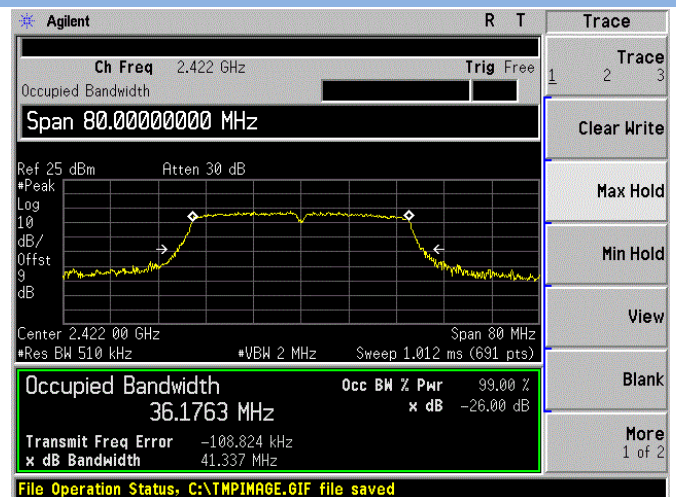 Agilent R T Trace
Ch Freq 2.422 GHz Trig Free
Occupied Bandwidth
Trace
1 2 3
Span 80.00000000 MHz
Clear Write
Ref 25 dBm Atten 30 dB
#Peak
Log
10
dB/
Offst
9
dB
Max Hold
Min Hold
View
Center 2.422 00 GHz Span 80 MHz
#Res BW 510 kHz #VBW 2 MHz Sweep 1.012 ms (691 pts)
Occupied Bandwidth Occ BW % Pwr 99.00 %
36.1763 MHz x dB -26.00 dB
Blank
Transmit Freq Error -108.824 kHz
x dB Bandwidth 41.337 MHz
More
1 of 2
File Operation Status, C:\TMPIMAGE.GIF file saved